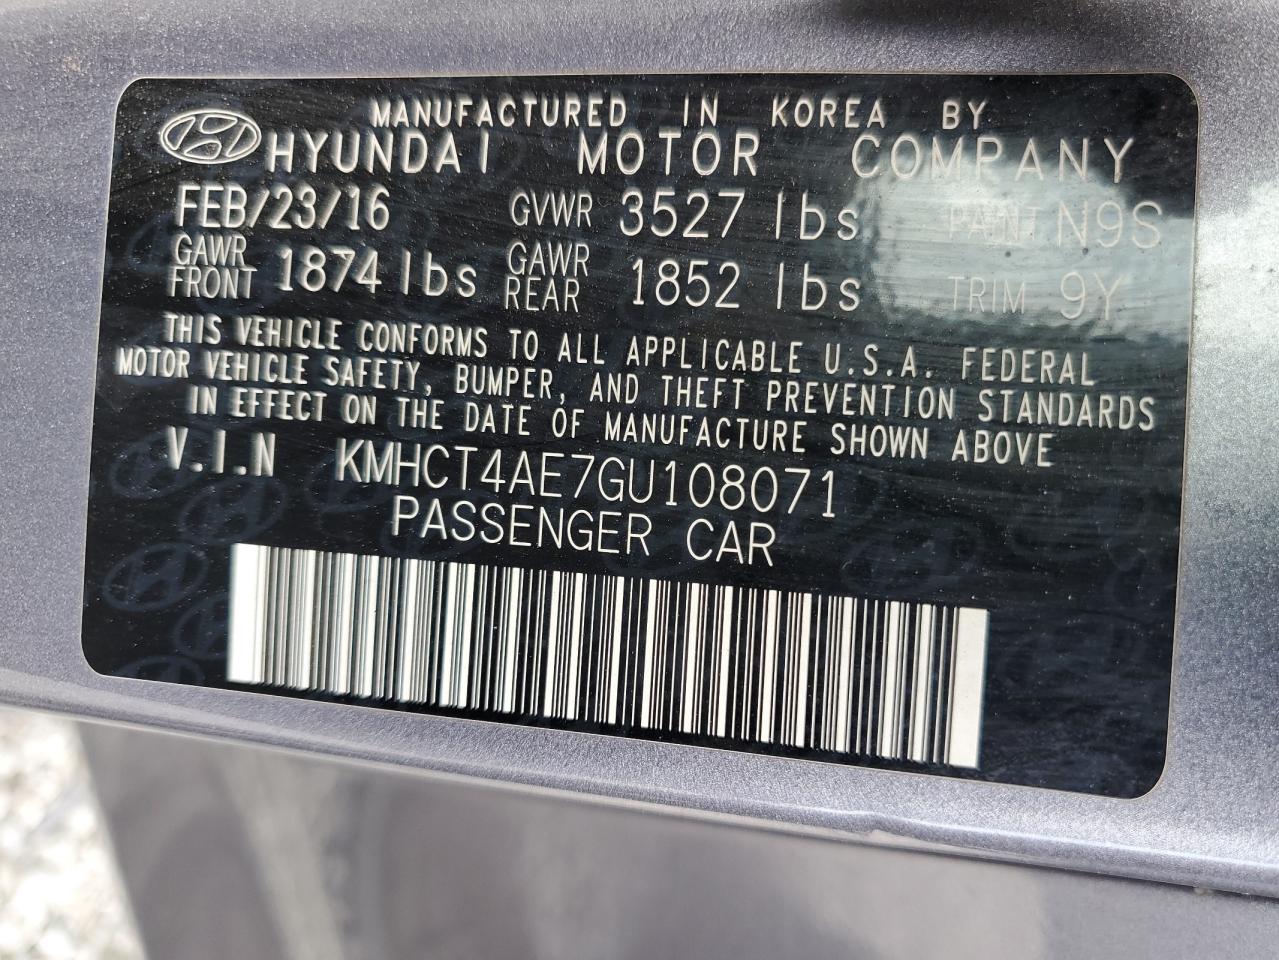 MANUFACTURED IN KOREA BY
HYUNDAI MOTOR COMPANY
FEB/23/16 GVWR 3527 lbs PAINT N9S
GAWR FRONT 1874 lbs GAWR REAR 1852 lbs TRIM 9Y
THIS VEHICLE CONFORMS TO ALL APPLICABLE U.S.A. FEDERAL
MOTOR VEHICLE SAFETY, BUMPER, AND THEFT PREVENTION STANDARDS
IN EFFECT ON THE DATE OF MANUFACTURE SHOWN ABOVE
V.I.N KMHCT4AE7GU108071
PASSENGER CAR